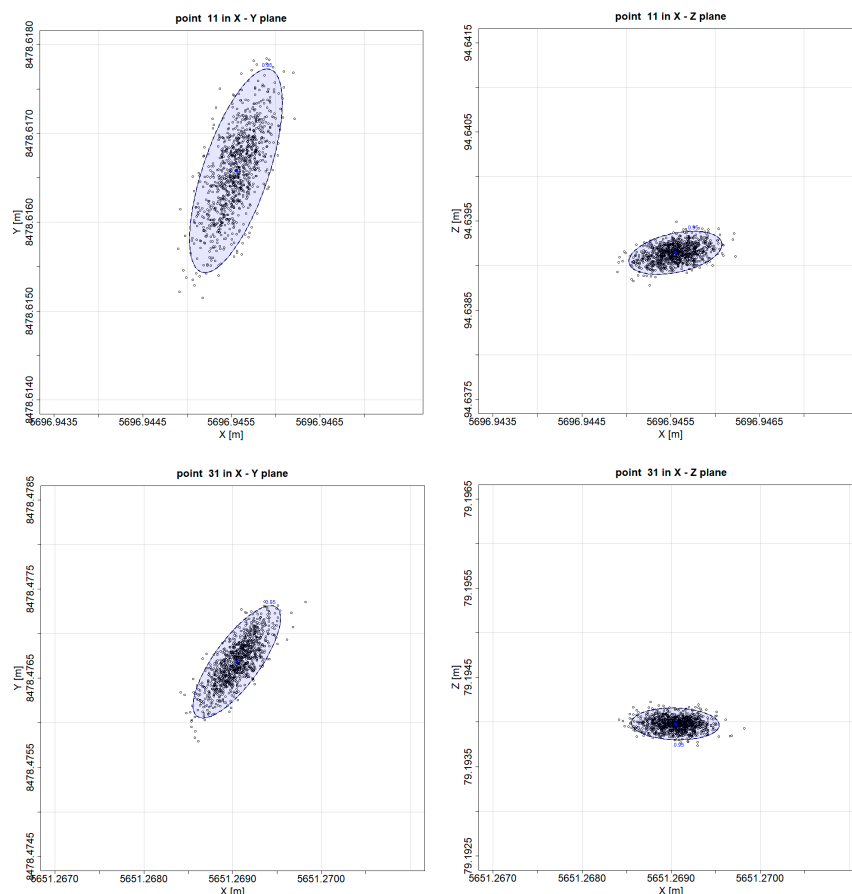 point 11 in X - Y plane
8478.6180
8478.6170
8478.6160
8478.6150
8478.6140
Y [m]
0.95
5696.9435 5696.9445 5696.9455 5696.9465
X [m]
point 11 in X - Z plane
94.6415
94.6405
94.6395
94.6385
94.6375
Z [m]
0.95
5696.9435 5696.9445 5696.9455 5696.9465
X [m]
point 31 in X - Y plane
8478.4785
8478.4775
8478.4765
8478.4755
8478.4745
Y [m]
0.95
5651.2670 5651.2680 5651.2690 5651.2700
X [m]
point 31 in X - Z plane
79.1965
79.1955
79.1945
79.1935
79.1925
Z [m]
0.95
5651.2670 5651.2680 5651.2690 5651.2700
X [m]